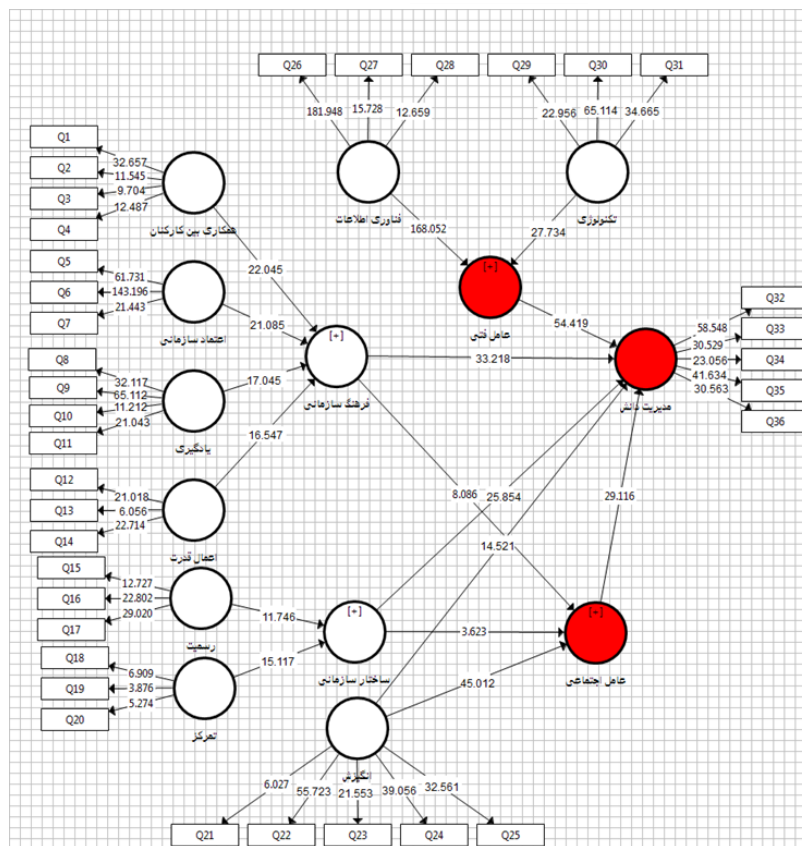 Q26
Q27
Q28
Q29
Q30
Q31
181.948
15.728
12.659
22.956
65.114
34.665
فناوری اطلاعات
تکنولوژی
168.052
27.734
[+]
عامل فنی
54.419
Q1
Q2
Q3
Q4
32.657
11.545
9.704
12.487
همکاری بین کارکنان
22.045
Q5
Q6
Q7
61.731
143.196
21.443
اعتماد سازمانی
21.085
Q8
Q9
Q10
Q11
32.117
65.112
11.212
21.043
یادگیری
17.045
Q12
Q13
Q14
21.018
6.056
22.714
اعمال قدرت
16.547
[+]
فرهنگ سازمانی
33.218
8.086
Q32
Q33
Q34
Q35
Q36
58.548
30.529
23.056
41.634
30.563
مدیریت دانش
25.854
14.521
29.116
Q15
Q16
Q17
12.727
22.802
29.020
رسمیت
11.746
Q18
Q19
Q20
6.909
3.876
5.274
تمرکز
15.117
[+]
ساختار سازمانی
3.623
[+]
عامل اجتماعی
45.012
انگیزش
6.027
55.723
21.553
39.056
32.561
Q21
Q22
Q23
Q24
Q25